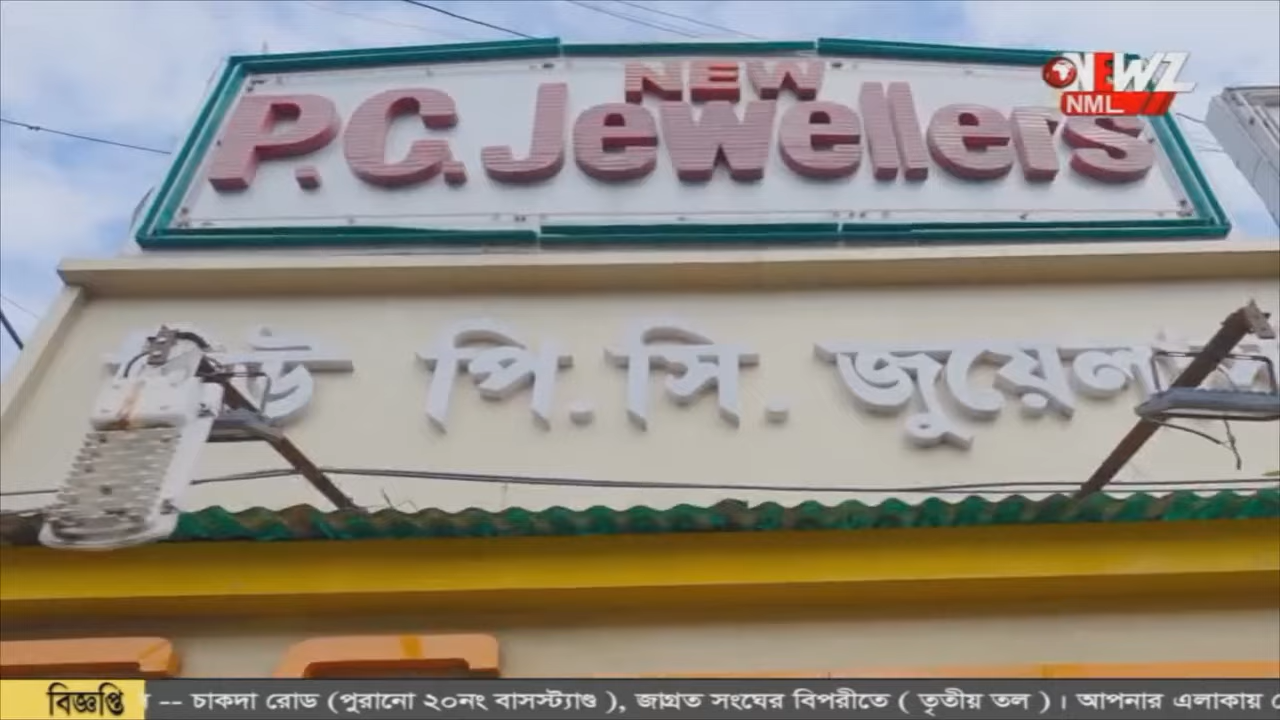 NEW
P.C. Jewellers
NEWZ
NML
নিউ পি.সি. জুয়েলার্স
বিজ্ঞপ্তি
-- চাকদা রোড (পুরানো ২০নং বাসস্ট্যাণ্ড ), জাগ্রত সংঘের বিপরীতে ( তৃতীয় তল ) । আপনার এলাকায়